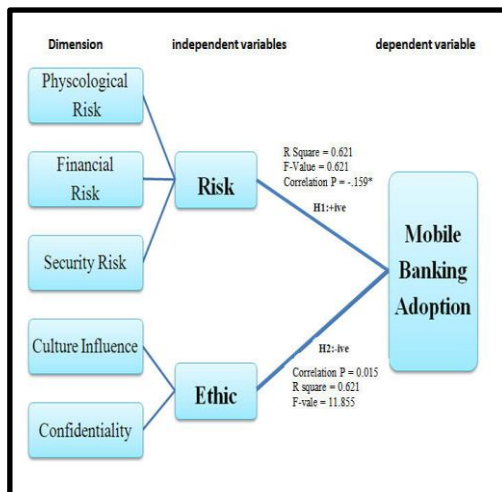 Dimension
independent variables
dependent variable
Physcological
Risk
Financial
Risk
Security Risk
Culture Influence
Confidentiality
Risk
Ethic
R Square = 0.621
F-Value = 0.621
Correlation P = -.159*
H1:+ive
H2:-ive
Correlation P = 0.015
R square = 0.621
F-vale = 11.855
Mobile
Banking
Adoption